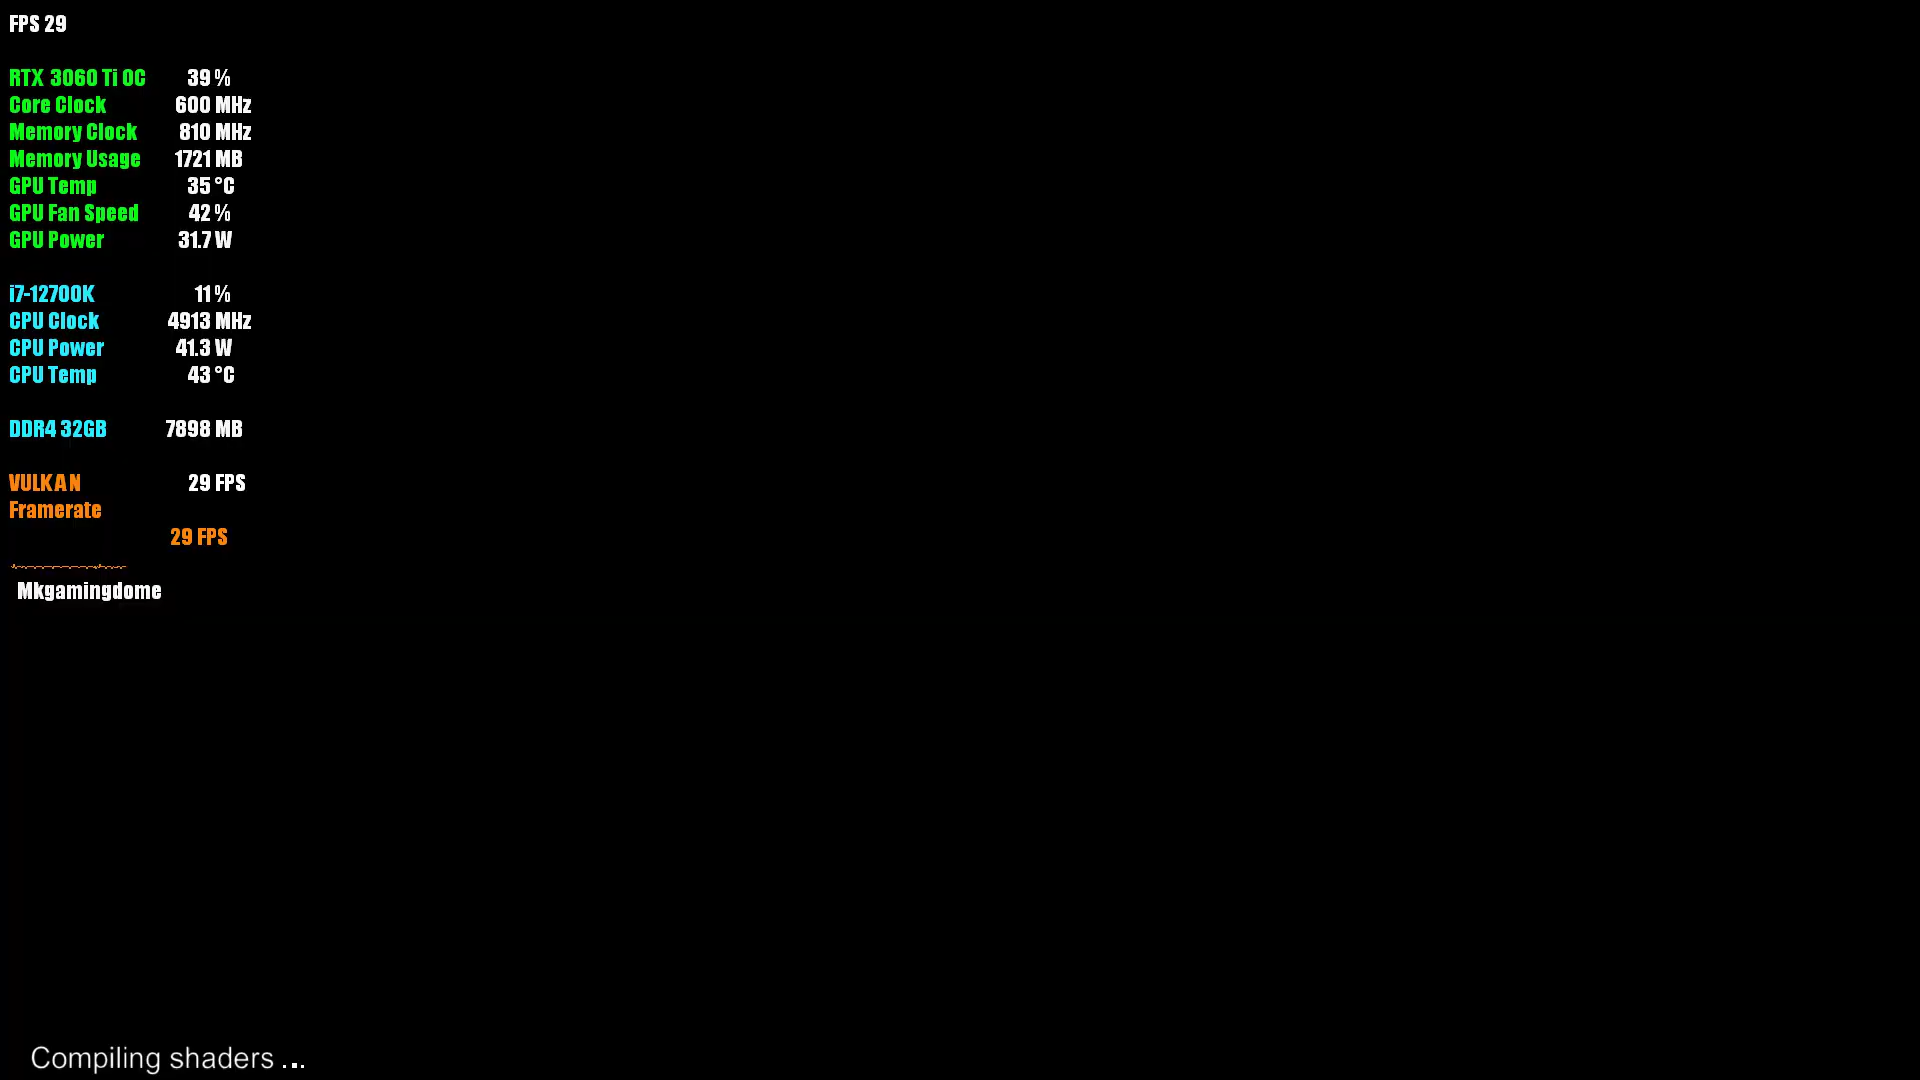 FPS 29
RTX 3060 Ti OC 39 %
Core Clock 600 MHz
Memory Clock 810 MHz
Memory Usage 1721 MB
GPU Temp 35 °C
GPU Fan Speed 42 %
GPU Power 31.7 W
i7-12700K 11 %
CPU Clock 4913 MHz
CPU Power 41.3 W
CPU Temp 43 °C
DDR4 32GB 7898 MB
VULKAN 29 FPS
Framerate
29 FPS
Mkgamingdome
Compiling shaders ...